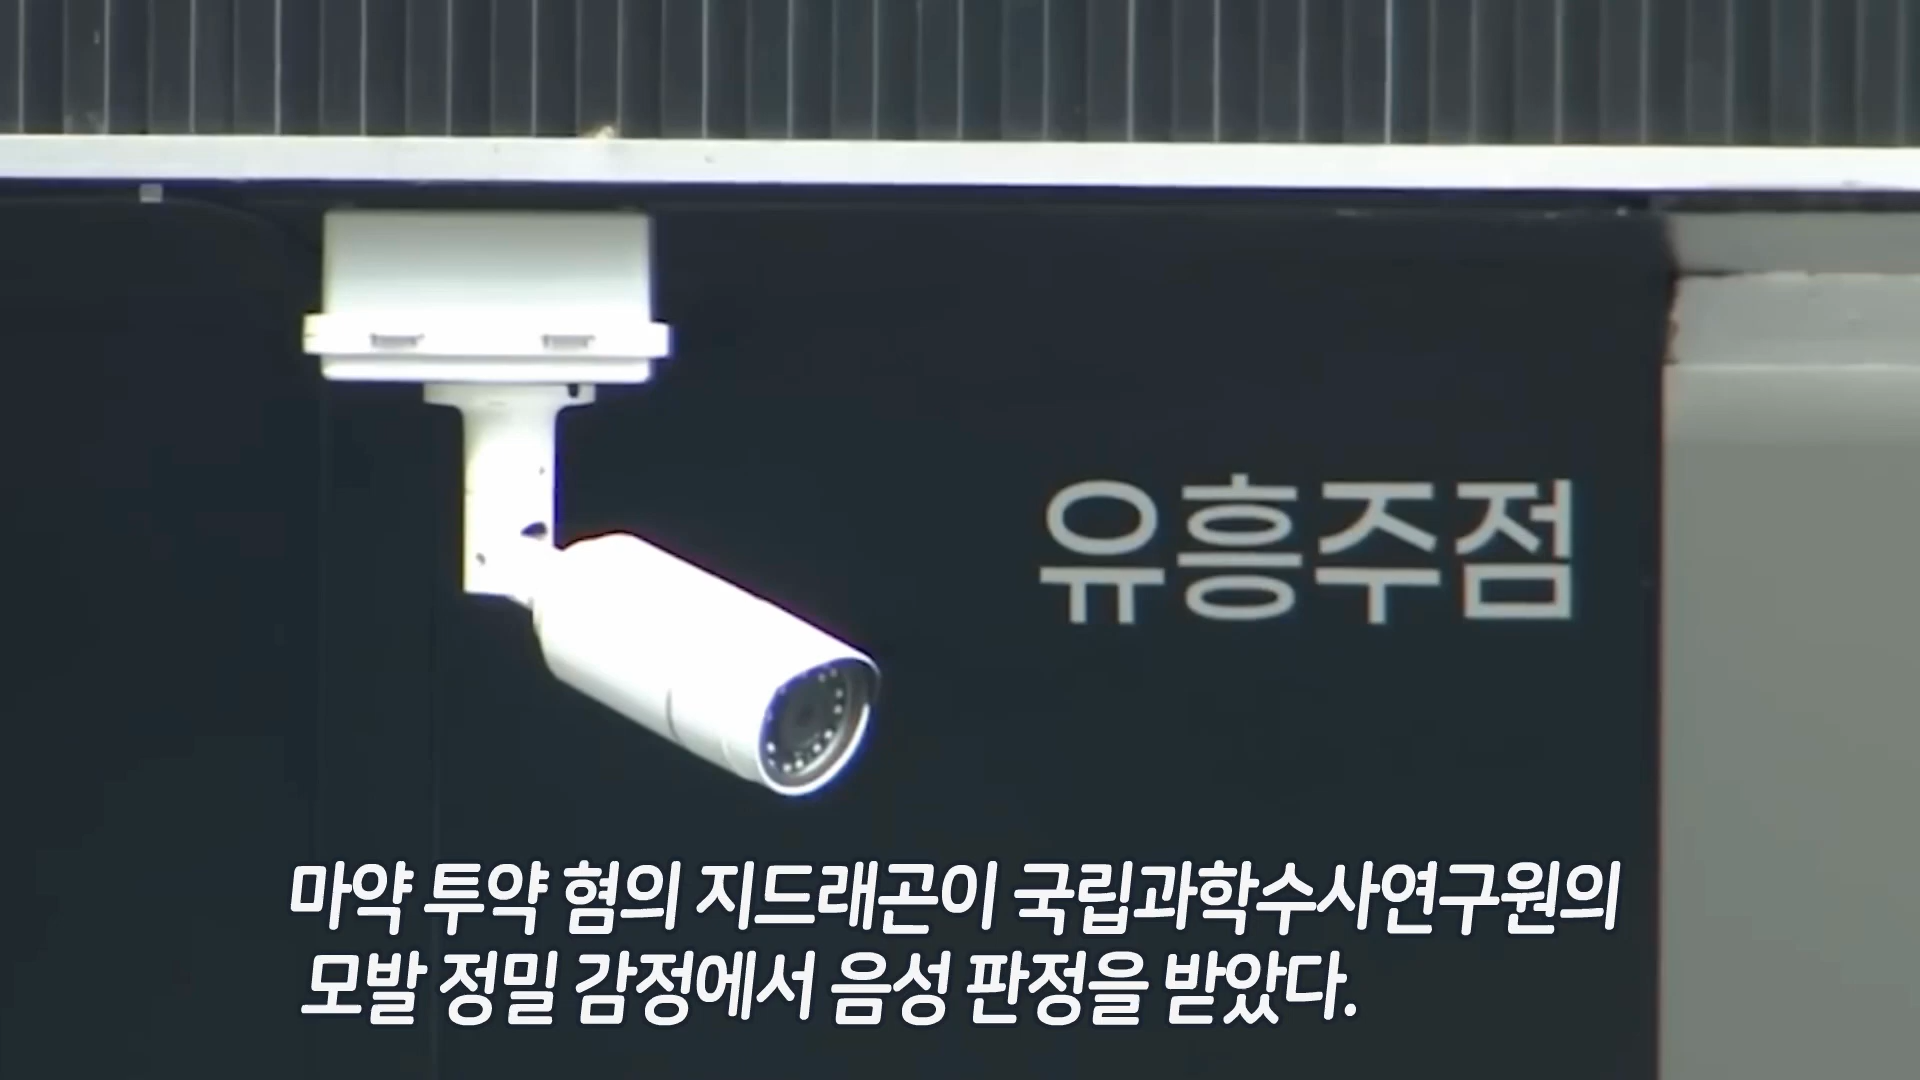 유흥주점
마약 투약 혐의 지드래곤이 국립과학수사연구원의
모발 정밀 감정에서 음성 판정을 받았다.